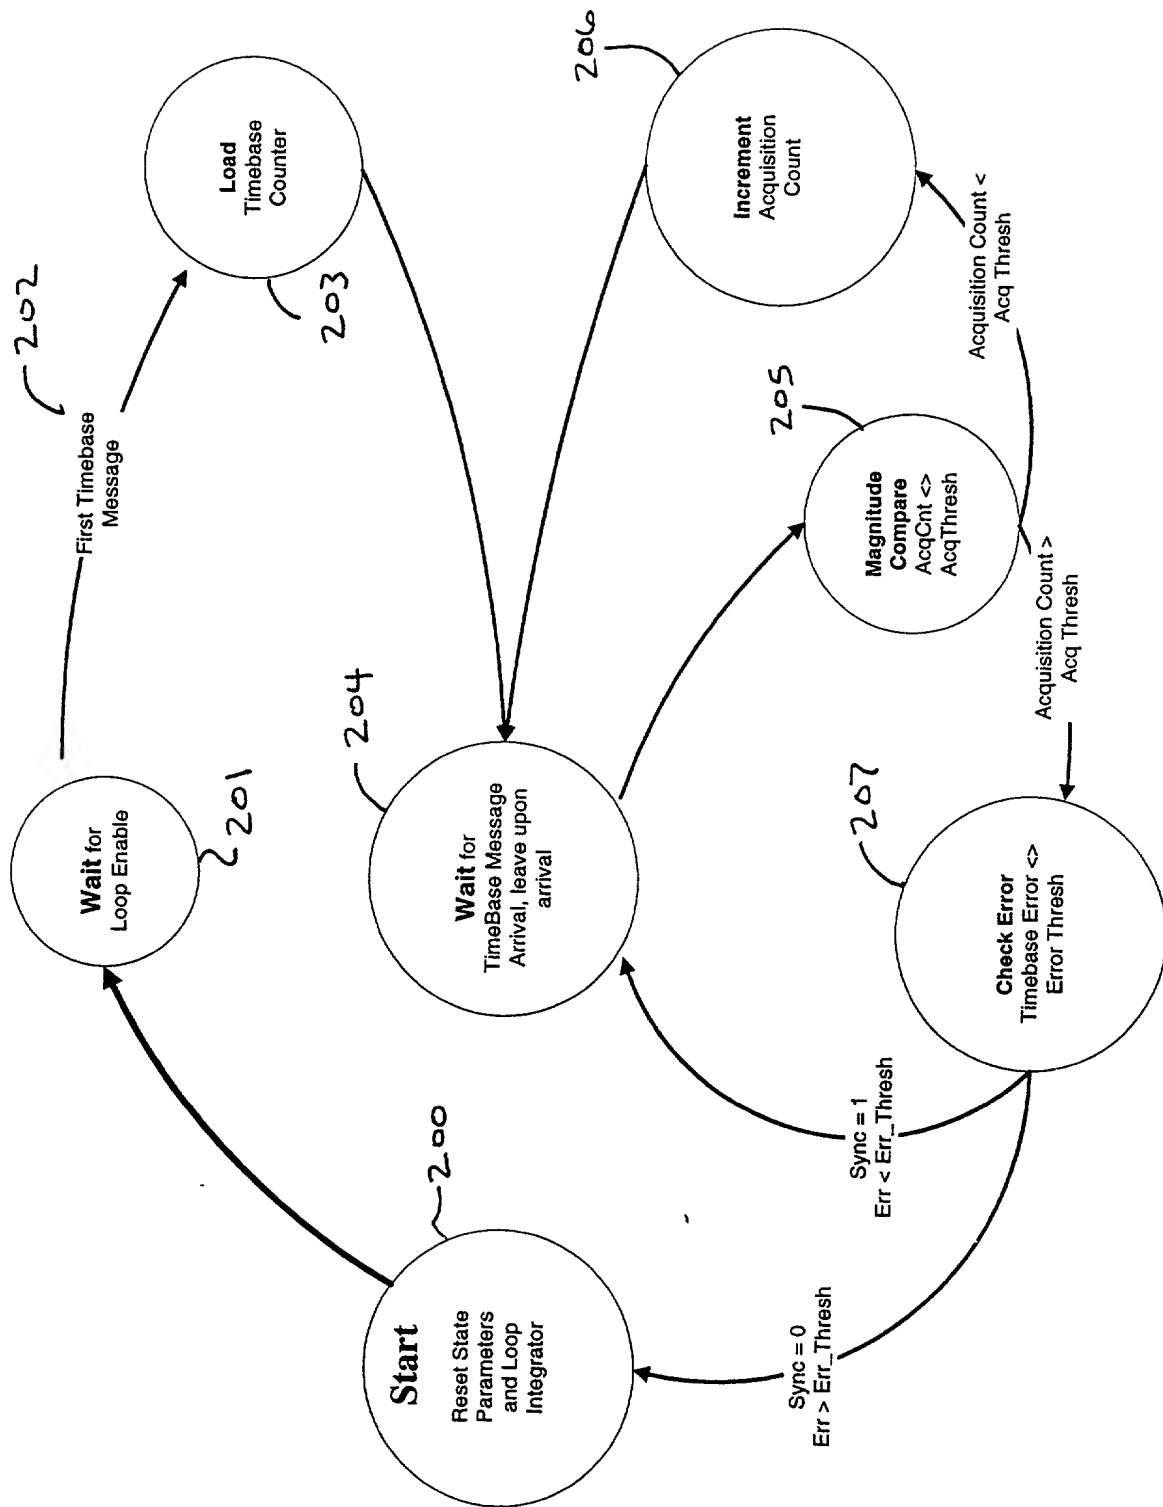 Start
Reset State
Parameters
and Loop
Integrator
200
Wait for
Loop Enable
201
First Timebase
Message
202
Load
Timebase
Counter
203
Wait for
TimeBase Message
Arrival, leave upon
arrival
204
Magnitude
Compare
AcqCnt <>
AcqThresh
205
Acquisition Count <
Acq Thresh
Increment
Acquisition
Count
206
Acquisition Count >
Acq Thresh
Check Error
Timebase Error <>
Error Thresh
207
Sync = 1
Err < Err_Thresh
Sync = 0
Err > Err_Thresh